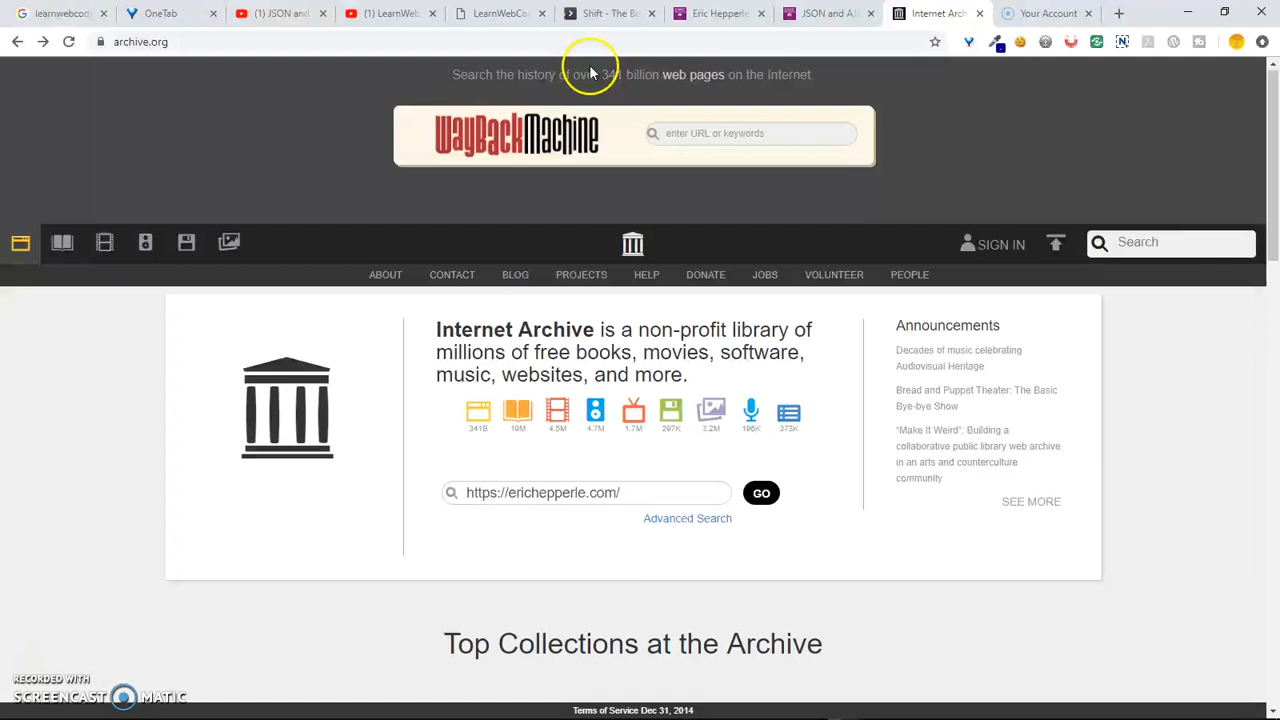 learnwebcod
OneTab
(1) JSON and
(1) LearnWeb
LearnWebCo
Shift - The Be
Eric Hepperle
JSON and AJA
Internet Arch
Your Account
archive.org
Search the history of over 341 billion web pages on the Internet.
WayBackMachine
enter URL or keywords
SIGN IN
Search
ABOUT CONTACT BLOG PROJECTS HELP DONATE JOBS VOLUNTEER PEOPLE
Internet Archive is a non-profit library of
millions of free books, movies, software,
music, websites, and more.
341B 19M 4.5M 4.7M 1.7M 297K 3.2M 196K 373K
https://erichepperle.com/
GO
Advanced Search
Announcements
Decades of music celebrating
Audiovisual Heritage
Bread and Puppet Theater: The Basic
Bye-bye Show
“Make It Weird”: Building a
collaborative public library web archive
in an arts and counterculture
community
SEE MORE
Top Collections at the Archive
RECORDED WITH
SCREENCAST MATIC
Terms of Service Dec 31, 2014